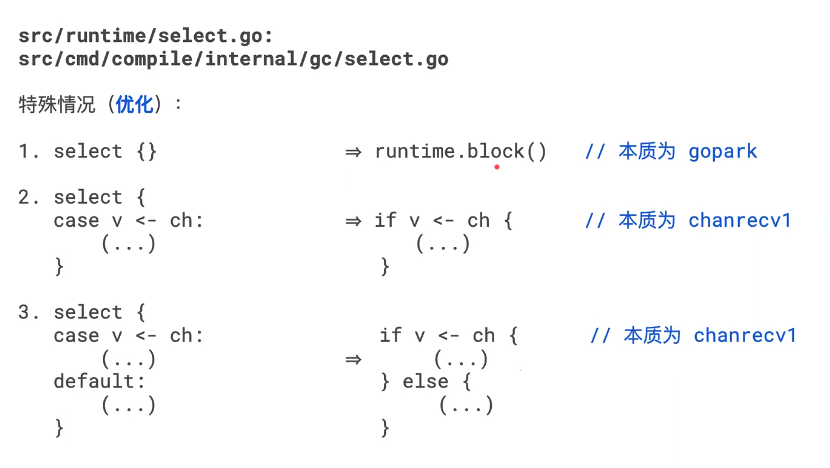 src/runtime/select.go:
src/cmd/compile/internal/gc/select.go
特殊情况（优化）:
1. select {} ⇒ runtime.block() // 本质为 gopark
2. select {
case v <- ch: ⇒ if v <- ch { // 本质为 chanrecv1
(...) (...)
} }
3. select {
case v <- ch: if v <- ch { // 本质为 chanrecv1
(...) ⇒ (...)
default: } else {
(...) (...)
} }